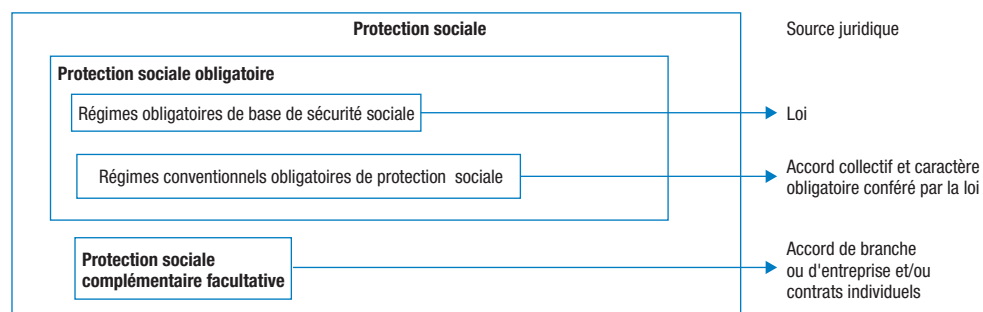 Protection sociale
Source juridique
Protection sociale obligatoire
Régimes obligatoires de base de sécurité sociale
Loi
Régimes conventionnels obligatoires de protection sociale
Accord collectif et caractère
obligatoire conféré par la loi
Protection sociale
complémentaire facultative
Accord de branche
ou d'entreprise et/ou
contrats individuels